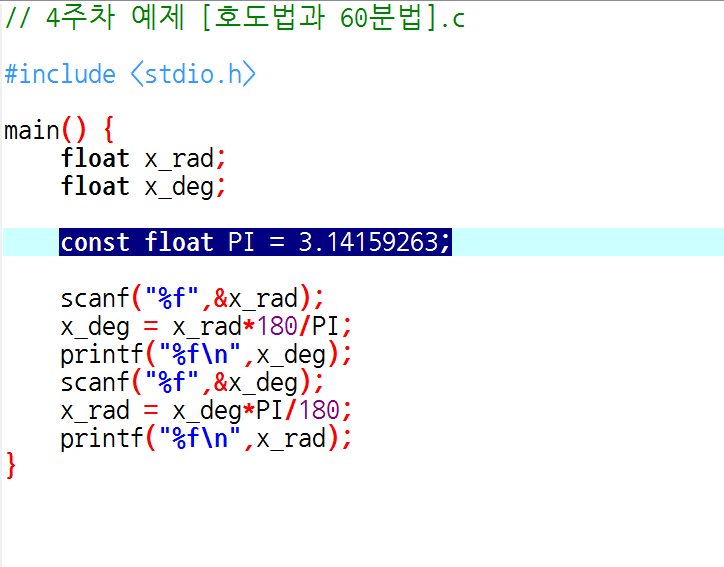 // 4주차 예제 [호도법과 60분법].c
#include <stdio.h>
main() {
float x_rad;
float x_deg;
const float PI = 3.14159263;
scanf("%f",&x_rad);
x_deg = x_rad*180/PI;
printf("%f\n",x_deg);
scanf("%f",&x_deg);
x_rad = x_deg*PI/180;
printf("%f\n",x_rad);
}